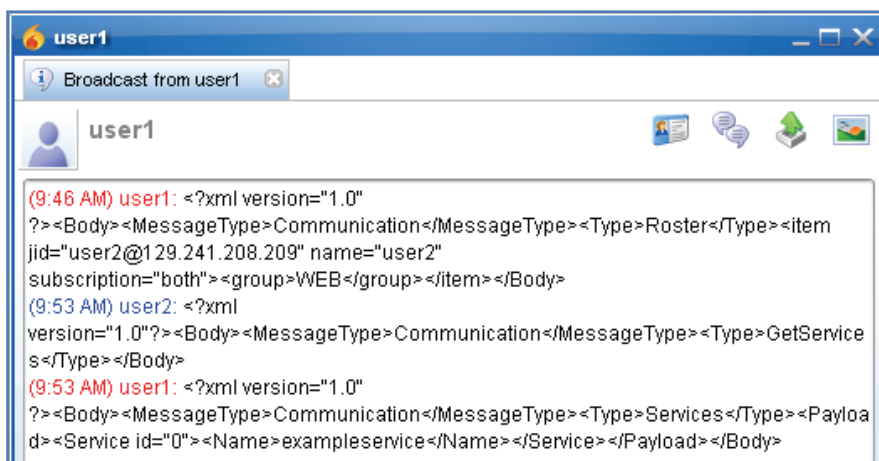 user1
Broadcast from user1
user1
(9:46 AM) user1: <?xml version="1.0"
?><Body><MessageType>Communication</MessageType><Type>Roster</Type><item
jid="user2@129.241.208.209" name="user2"
subscription="both"><group>WEB</group></item></Body>
(9:53 AM) user2: <?xml
version="1.0"?><Body><MessageType>Communication</MessageType><Type>GetService
s</Type></Body>
(9:53 AM) user1: <?xml version="1.0"
?><Body><MessageType>Communication</MessageType><Type>Services</Type><Payloa
d><Service id="0"><Name>exampleservice</Name></Service></Payload></Body>